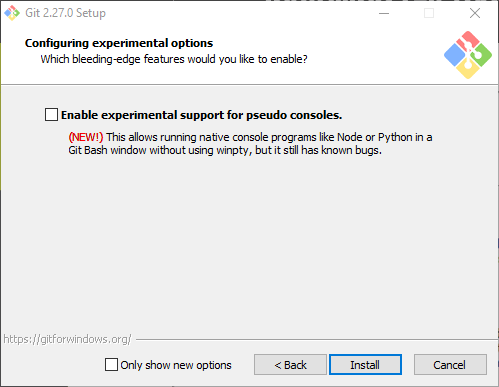 Git 2.27.0 Setup
Configuring experimental options
Which bleeding-edge features would you like to enable?
Enable experimental support for pseudo consoles.
(NEW!) This allows running native console programs like Node or Python in a
Git Bash window without using winpty, but it still has known bugs.
https://gitforwindows.org/
Only show new options
< Back
Install
Cancel